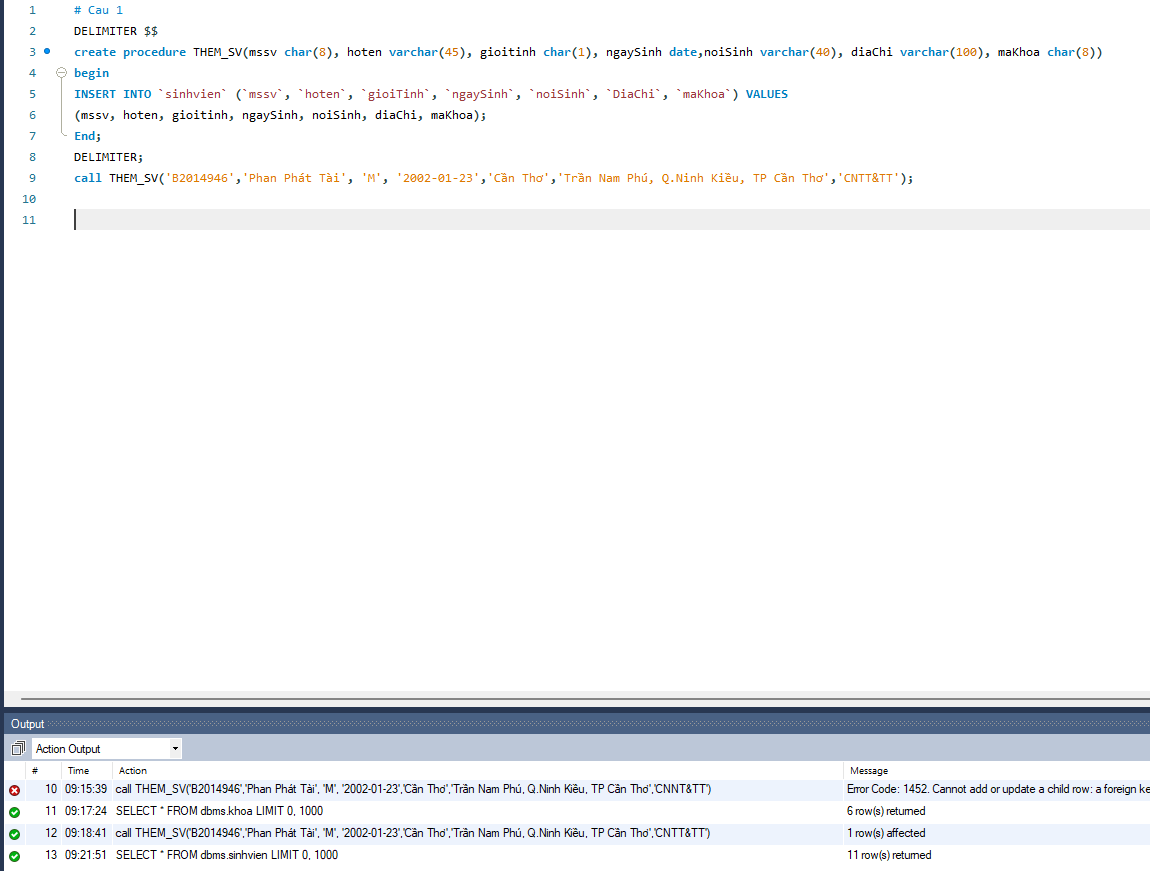 1 # Cau 1
2 DELIMITER $$
3 create procedure THEM_SV(mssv char(8), hoten varchar(45), gioitinh char(1), ngaySinh date,noiSinh varchar(40), diaChi varchar(100), maKhoa char(8))
4 begin
5 INSERT INTO `sinhvien` (`mssv`, `hoten`, `gioiTinh`, `ngaySinh`, `noiSinh`, `DiaChi`, `maKhoa`) VALUES
6 (mssv, hoten, gioitinh, ngaySinh, noiSinh, diaChi, maKhoa);
7 End;
8 DELIMITER;
9 call THEM_SV('B2014946','Phan Phát Tài', 'M', '2002-01-23','Cần Thơ','Trần Nam Phú, Q.Ninh Kiều, TP Cần Thơ','CNTT&TT');
10
11
Output
Action Output
# Time Action Message
10 09:15:39 call THEM_SV('B2014946','Phan Phát Tài', 'M', '2002-01-23','Cần Thơ','Trần Nam Phú, Q.Ninh Kiều, TP Cần Thơ','CNNT&TT') Error Code: 1452. Cannot add or update a child row: a foreign ke
11 09:17:24 SELECT * FROM dbms.khoa LIMIT 0, 1000 6 row(s) returned
12 09:18:41 call THEM_SV('B2014946','Phan Phát Tài', 'M', '2002-01-23','Cần Thơ','Trần Nam Phú, Q.Ninh Kiều, TP Cần Thơ','CNTT&TT') 1 row(s) affected
13 09:21:51 SELECT * FROM dbms.sinhvien LIMIT 0, 1000 11 row(s) returned